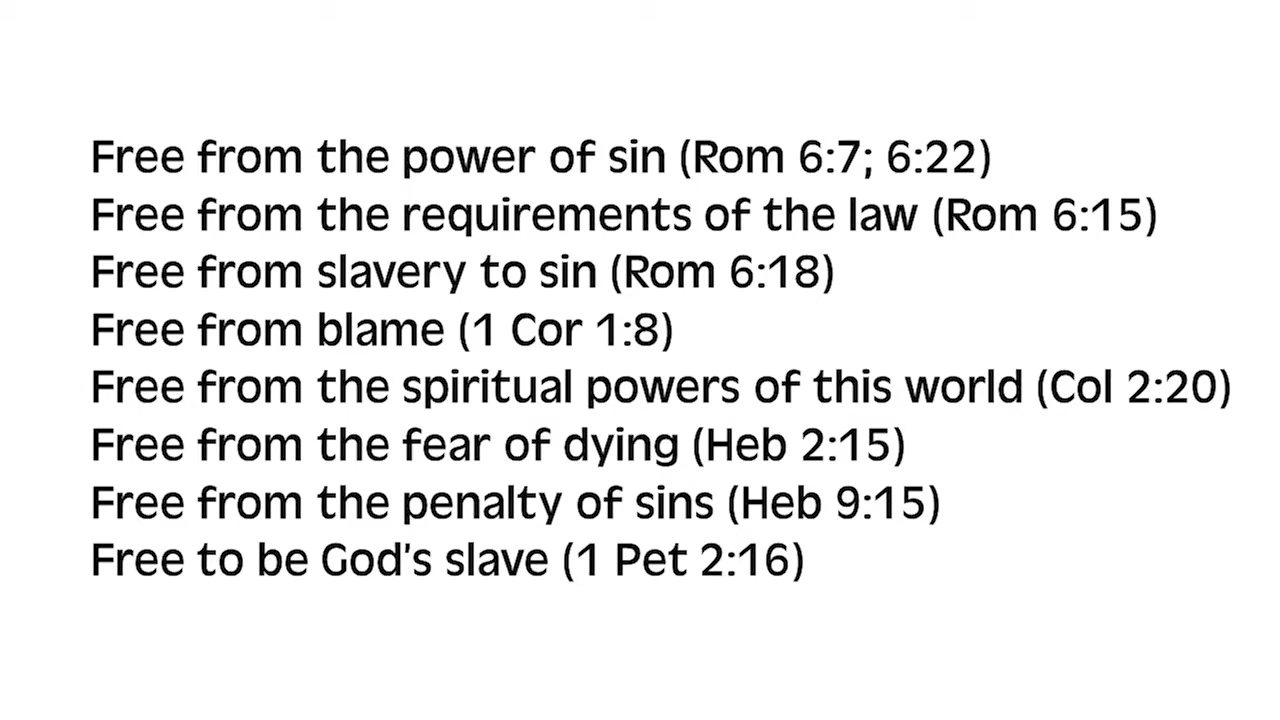 Free from the power of sin (Rom 6:7; 6:22)
Free from the requirements of the law (Rom 6:15)
Free from slavery to sin (Rom 6:18)
Free from blame (1 Cor 1:8)
Free from the spiritual powers of this world (Col 2:20)
Free from the fear of dying (Heb 2:15)
Free from the penalty of sins (Heb 9:15)
Free to be God's slave (1 Pet 2:16)